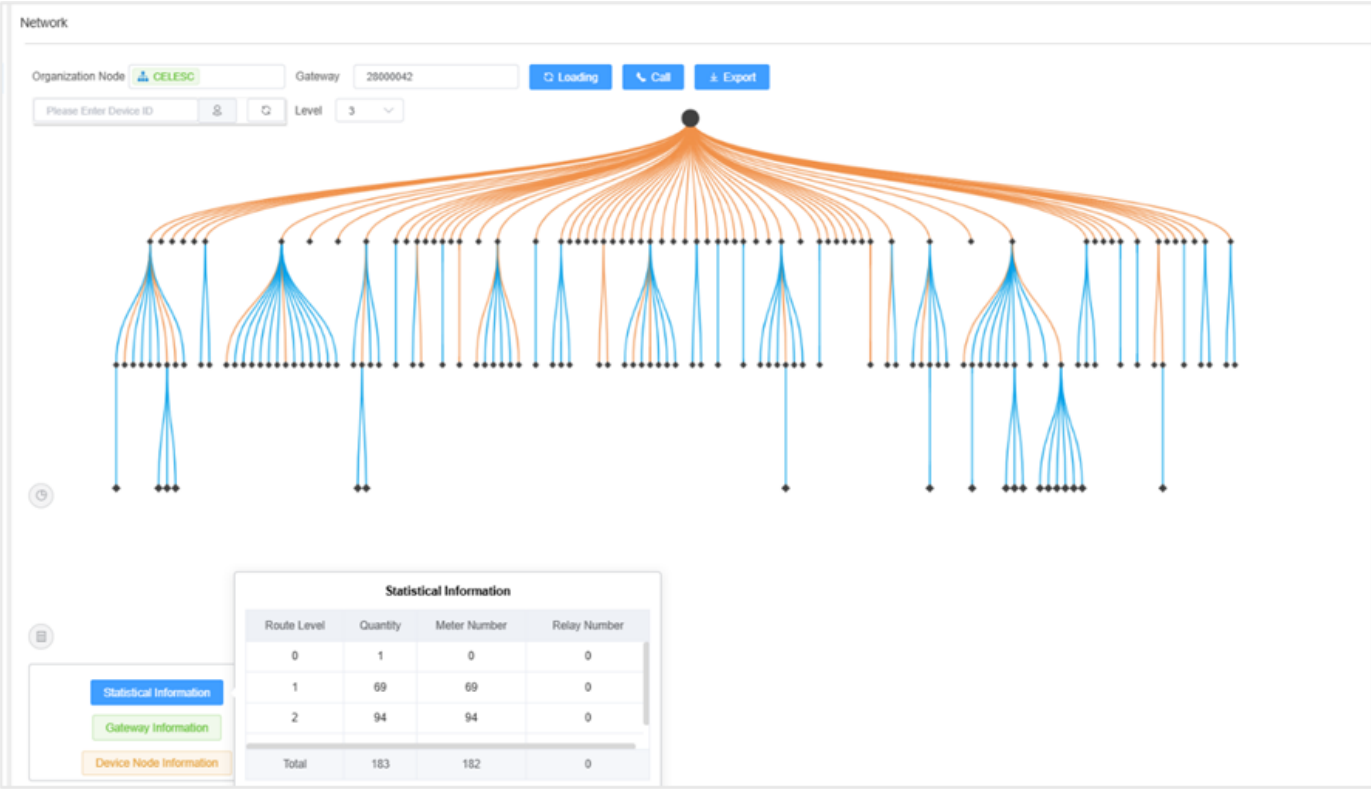 Network
Organization Node CELESC Gateway 28000042 Loading Call Export
Please Enter Device ID Level 3
Statistical Information
Route Level Quantity Meter Number Relay Number
0 1 0 0
1 69 69 0
2 94 94 0
Total 183 182 0
Statistical Information
Gateway Information
Device Node Information